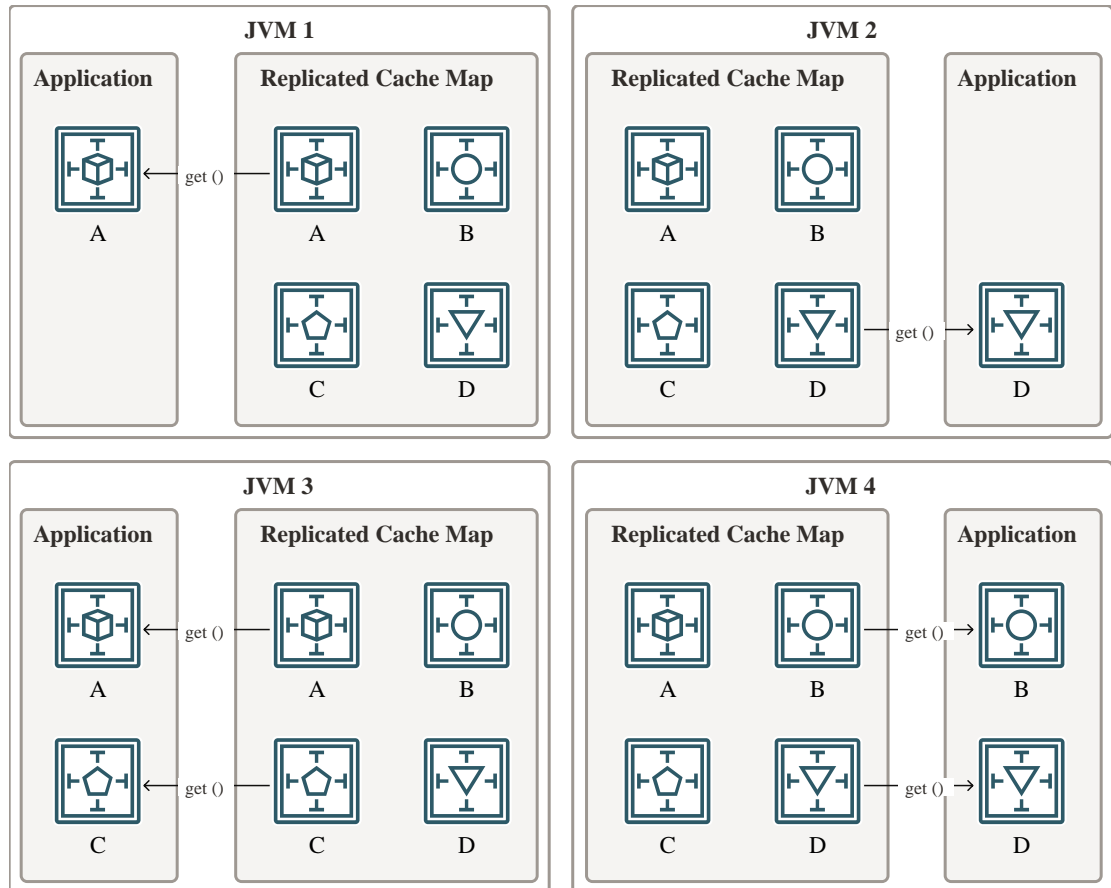 JVM 1
Application
Replicated Cache Map
get ()
A
A
B
C
D
JVM 2
Replicated Cache Map
Application
A
B
get ()
C
D
D
JVM 3
Application
Replicated Cache Map
get ()
A
A
B
get ()
C
C
D
JVM 4
Replicated Cache Map
Application
get ()
A
B
B
get ()
C
D
D